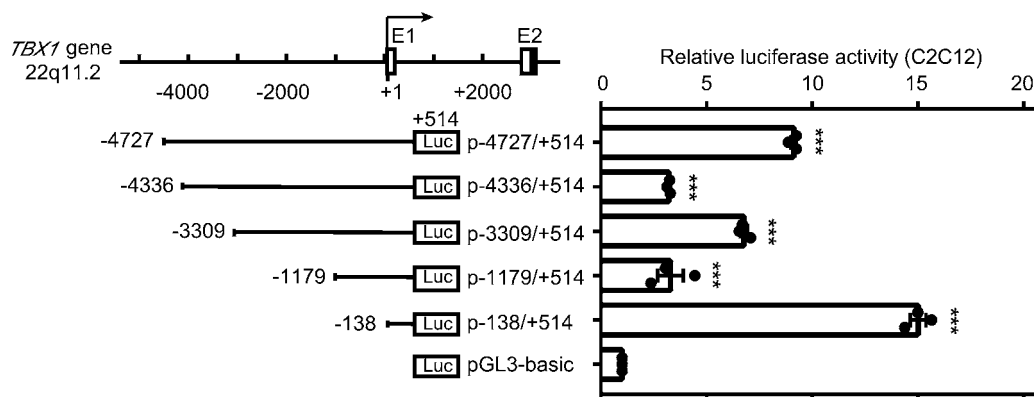 TBX1 gene
22q11.2
E1
E2
-4000
-2000
+1
+2000
Relative luciferase activity (C2C12)
0 5 10 15 20
+514
-4727 Luc p-4727/+514 ***
-4336 Luc p-4336/+514 ***
-3309 Luc p-3309/+514 ***
-1179 Luc p-1179/+514 ***
-138 Luc p-138/+514 ***
Luc pGL3-basic